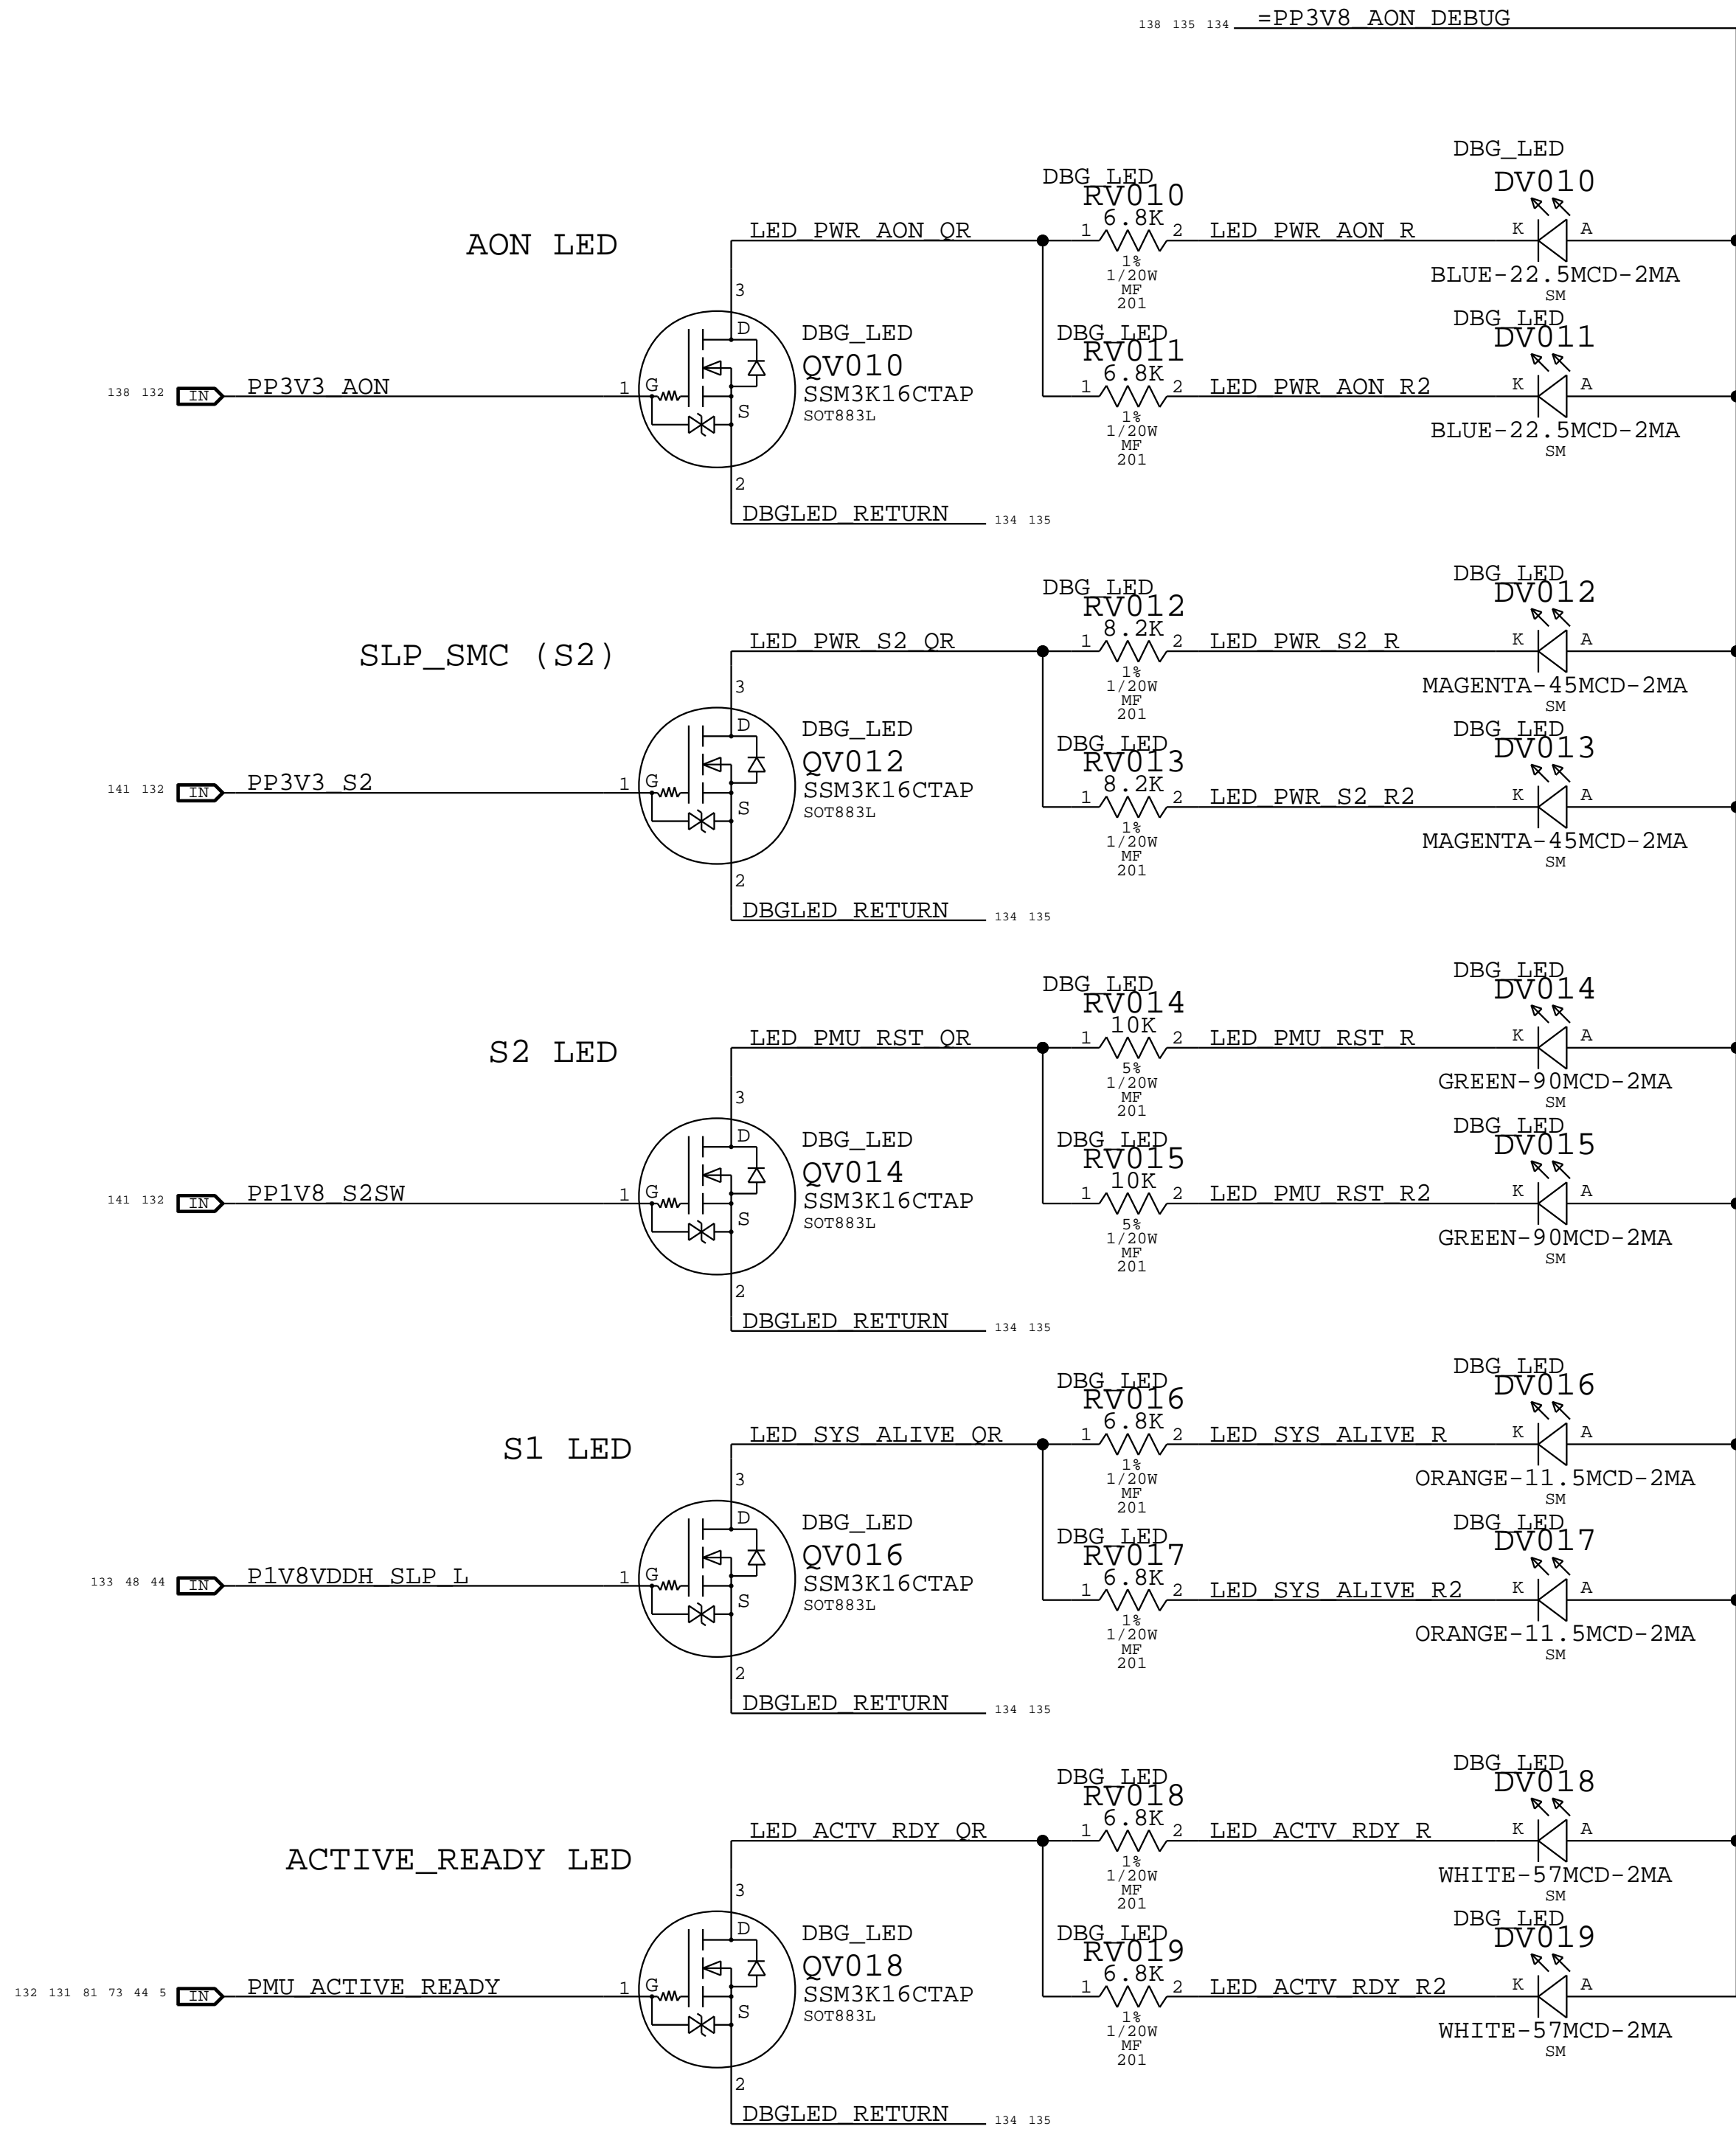 138 135 134 =PP3V8_AON_DEBUG
DBG_LED
DV010
DBG_LED
RV010
6.8K
AON LED
LED_PWR_AON_QR 1 2 LED_PWR_AON_R K A
1%
1/20W
MF
201
BLUE-22.5MCD-2MA
SM
3
D
DBG_LED
QV010
SSM3K16CTAP
SOT883L
DBG_LED
RV011
6.8K
DBG_LED
DV011
138 132 IN PP3V3_AON 1 G
S
1 2 LED_PWR_AON_R2 K A
1%
1/20W
MF
201
BLUE-22.5MCD-2MA
SM
2
DBGLED_RETURN 134 135
DBG_LED
DV012
DBG_LED
RV012
8.2K
SLP_SMC (S2)
LED_PWR_S2_QR 1 2 LED_PWR_S2_R K A
1%
1/20W
MF
201
MAGENTA-45MCD-2MA
SM
3
D
DBG_LED
QV012
SSM3K16CTAP
SOT883L
DBG_LED
RV013
8.2K
DBG_LED
DV013
141 132 IN PP3V3_S2 1 G
S
1 2 LED_PWR_S2_R2 K A
1%
1/20W
MF
201
MAGENTA-45MCD-2MA
SM
2
DBGLED_RETURN 134 135
DBG_LED
DV014
DBG_LED
RV014
10K
S2 LED
LED_PMU_RST_QR 1 2 LED_PMU_RST_R K A
5%
1/20W
MF
201
GREEN-90MCD-2MA
SM
3
D
DBG_LED
QV014
SSM3K16CTAP
SOT883L
DBG_LED
RV015
10K
DBG_LED
DV015
141 132 IN PP1V8_S2SW 1 G
S
1 2 LED_PMU_RST_R2 K A
5%
1/20W
MF
201
GREEN-90MCD-2MA
SM
2
DBGLED_RETURN 134 135
DBG_LED
DV016
DBG_LED
RV016
6.8K
S1 LED
LED_SYS_ALIVE_QR 1 2 LED_SYS_ALIVE_R K A
1%
1/20W
MF
201
ORANGE-11.5MCD-2MA
SM
3
D
DBG_LED
QV016
SSM3K16CTAP
SOT883L
DBG_LED
RV017
6.8K
DBG_LED
DV017
133 48 44 IN P1V8VDDH_SLP_L 1 G
S
1 2 LED_SYS_ALIVE_R2 K A
1%
1/20W
MF
201
ORANGE-11.5MCD-2MA
SM
2
DBGLED_RETURN 134 135
DBG_LED
DV018
DBG_LED
RV018
6.8K
ACTIVE_READY LED
LED_ACTV_RDY_QR 1 2 LED_ACTV_RDY_R K A
1%
1/20W
MF
201
WHITE-57MCD-2MA
SM
3
D
DBG_LED
QV018
SSM3K16CTAP
SOT883L
DBG_LED
RV019
6.8K
DBG_LED
DV019
132 131 81 73 44 5 IN PMU_ACTIVE_READY 1 G
S
1 2 LED_ACTV_RDY_R2 K A
1%
1/20W
MF
201
WHITE-57MCD-2MA
SM
2
DBGLED_RETURN 134 135